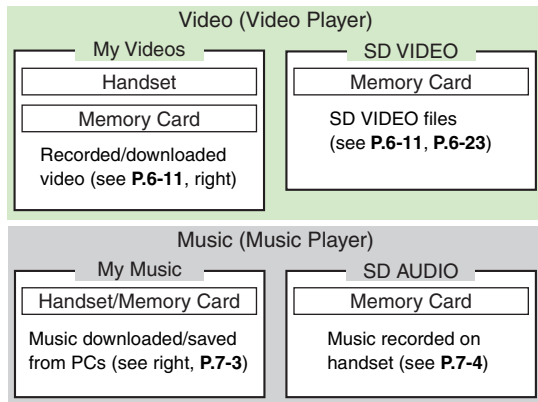 Video (Video Player)
My Videos
Handset
Memory Card
Recorded/downloaded
video (see P.6-11, right)
SD VIDEO
Memory Card
SD VIDEO files
(see P.6-11, P.6-23)
Music (Music Player)
My Music
Handset/Memory Card
Music downloaded/saved
from PCs (see right, P.7-3)
SD AUDIO
Memory Card
Music recorded on
handset (see P.7-4)